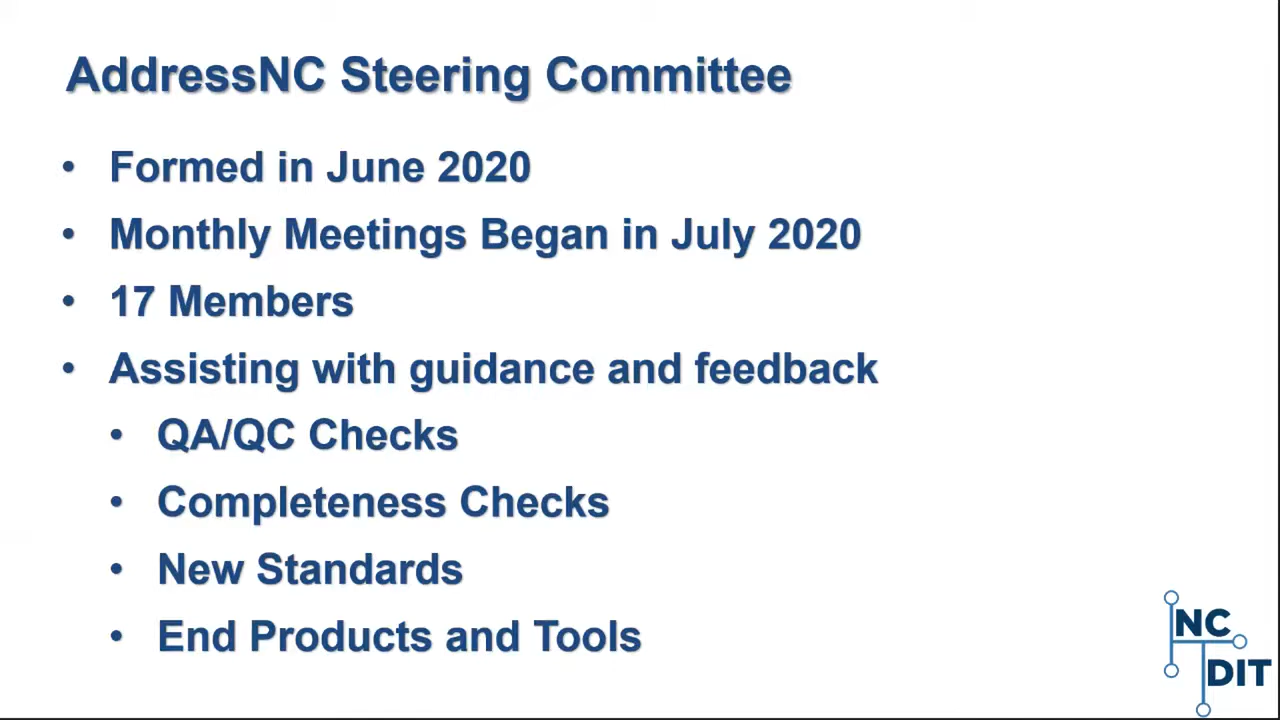 AddressNC Steering Committee
• Formed in June 2020
• Monthly Meetings Began in July 2020
• 17 Members
• Assisting with guidance and feedback
• QA/QC Checks
• Completeness Checks
• New Standards
• End Products and Tools
NC
DIT